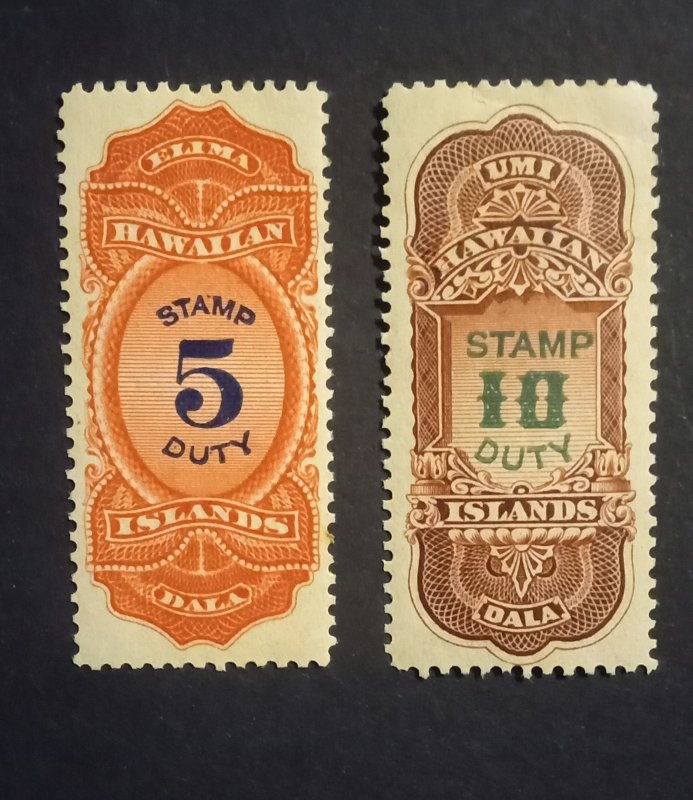 ELIMA
HAWAIIAN
STAMP
5
DUTY
ISLANDS
DALA
UMI
HAWAIIAN
STAMP
10
DUTY
ISLANDS
DALA